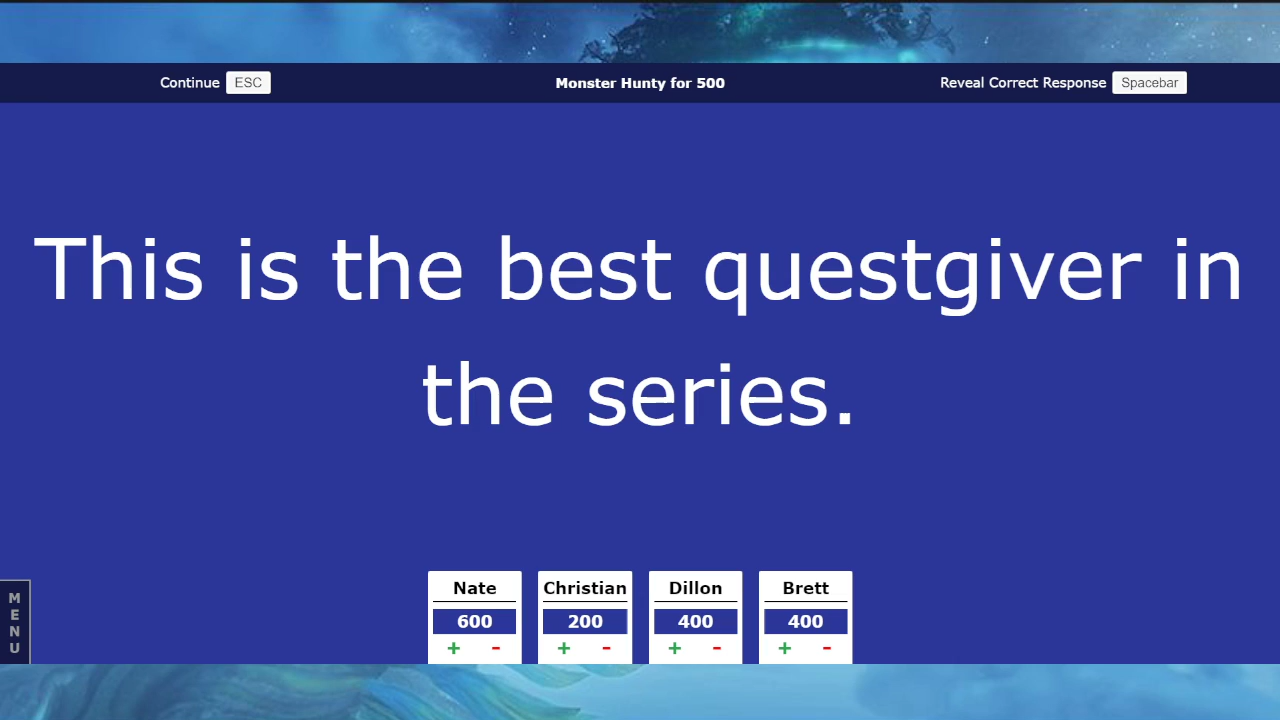 Continue ESC Monster Hunty for 500 Reveal Correct Response Spacebar
This is the best questgiver in
the series.
MENU
Nate Christian Dillon Brett
600 200 400 400
+ - + - + - + -